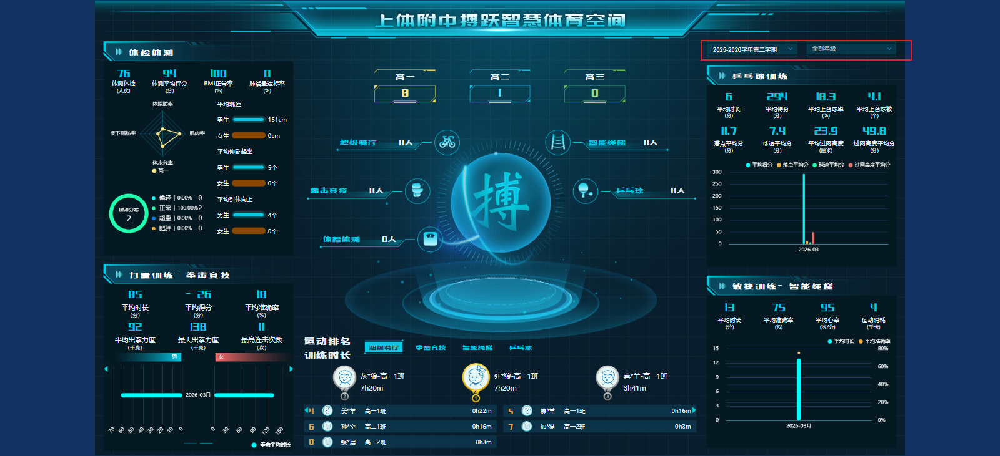 上体附中搏跃智慧体育空间
2025-2026学年第二学期 全部年级
体检体测
76 94 100 0
体测体检 体测平均评分 BMI正常率 肺活量达标率
(人次) (分) (%) (%)
体脂肪率
皮下脂肪率 肌肉率
体水分率
高一
平均跳远
男生 151cm
女生 0cm
平均仰卧起坐
男生 5个
女生 0个
平均引体向上
男生 4个
女生 0个
BMI分布
2
偏轻 | 0.00% 0
正常 | 100.00% 2
超重 | 0.00% 0
肥胖 | 0.00% 0
力量训练- 拳击竞技
85 - 26 18
平均时长 平均得分 平均准确率
(分) (分) (%)
92 138 11
平均出拳力度 最大出拳力度 最高连击次数
(千克) (千克) (次)
男 女
2026-03月
70 60 50 40 30 20 10 0 0 30 60 90 120 150
拳击平均时长
高一 高二 高三
8 1 0
超级骑行 0人
智能绳梯 0人
拳击竞技 0人
乒乓球 0人
体检体测 0人
搏
运动排名
训练时长
超级骑行 拳击竞技 智能绳梯 乒乓球
灰*狼-高一1班
7h20m
2
红*狼-高一1班
7h20m
1
喜*羊-高一1班
3h41m
3
4 美*羊 高一1班 0h22m
5 沸*羊 高一1班 0h16m
6 孙*空 高二1班 0h16m
7 加*猫 高一2班 0h3m
8 银*层 高一2班 0h3m
乒乓球训练
6 294 18.3 4.1
平均时长 平均得分 平均上台球率 平均上台球数
(分) (分) (%) (个)
11.7 7.4 23.9 49.8
落点平均分 球速平均分 平均过网高度 过网高度平均分
(分) (分) (厘米) (分)
平均得分 落点平均分 球速平均分 过网高度平均分
300
250
200
150
100
50
0
2026-03
敏捷训练- 智能绳梯
13 75 95 4
平均时长 平均准确率 平均心率 运动消耗
(分) (%) (次/分) (千卡)
平均时长 平均准确率
15 80%
12 60%
9 40%
6
3 20%
0 0%
2026-03月